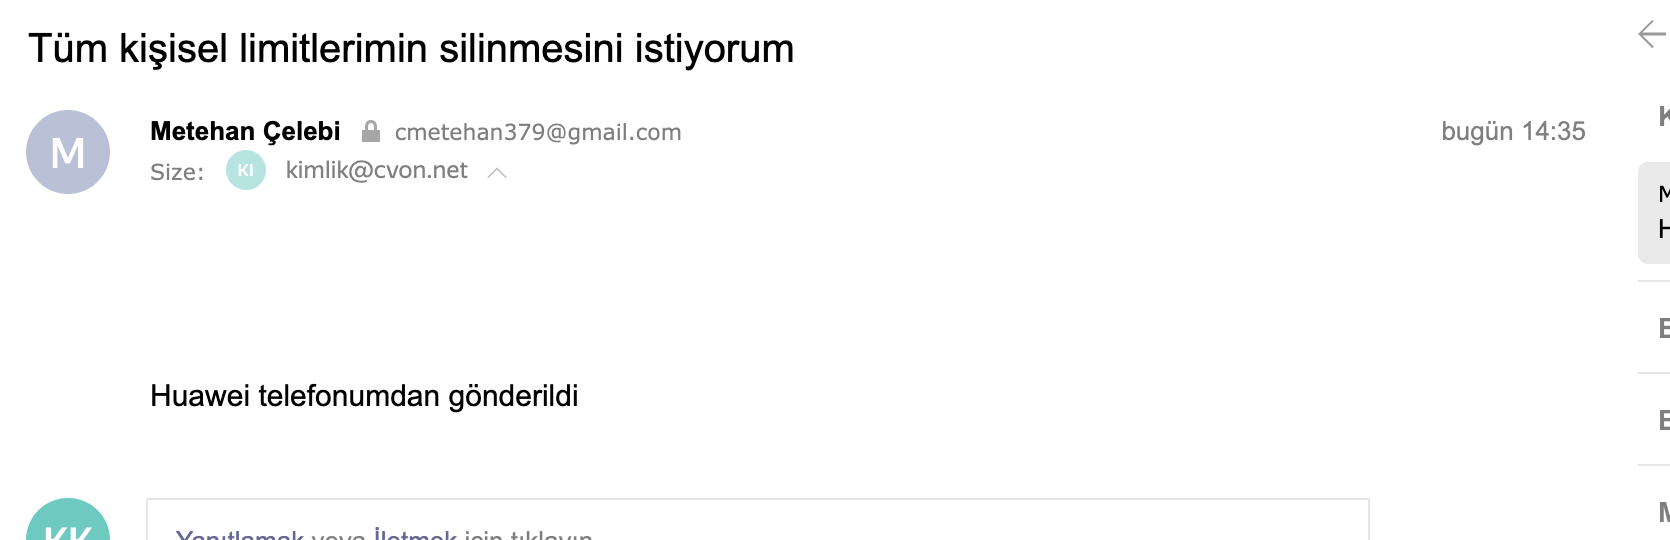 Tüm kişisel limitlerimin silinmesini istiyorum
M
Metehan Çelebi cmetehan379@gmail.com
bugün 14:35
Size: KI kimlik@cvon.net
Huawei telefonumdan gönderildi
KK
Yanıtlamak veya İletmek için tıklayın